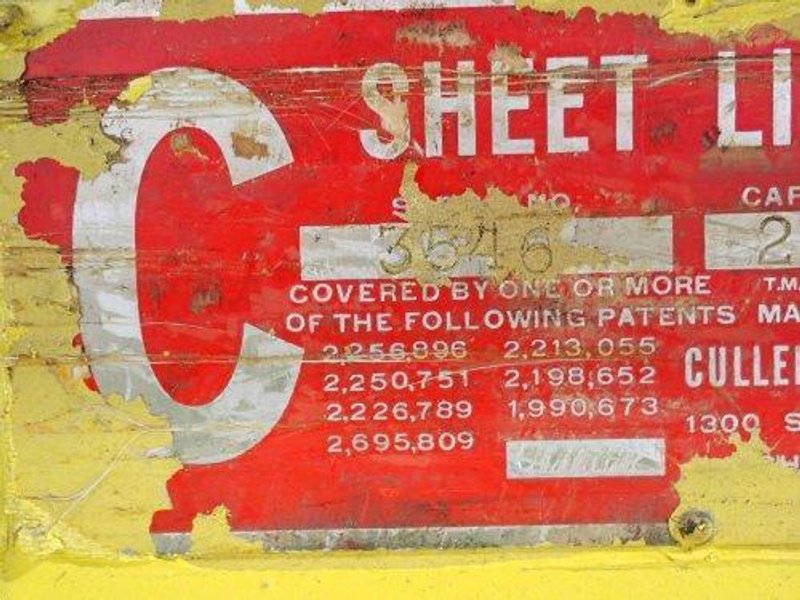 C
SHEET LI
NO. CAP
3546 2
COVERED BY ONE OR MORE T.M.
OF THE FOLLOWING PATENTS MA
2,256,896 2,213,055
2,250,751 2,198,652 CULLE
2,226,789 1,990,673
1300 S
2,695,809